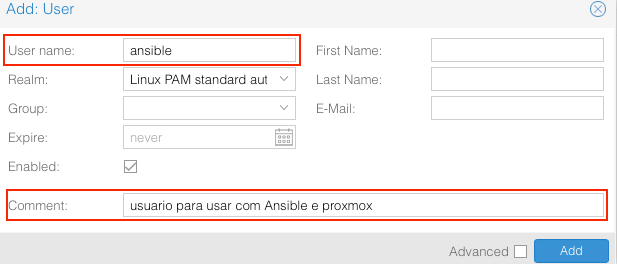 Add: User
User name: ansible First Name:
Realm: Linux PAM standard aut Last Name:
Group: E-Mail:
Expire: never
Enabled:
Comment: usuario para usar com Ansible e proxmox
Advanced Add